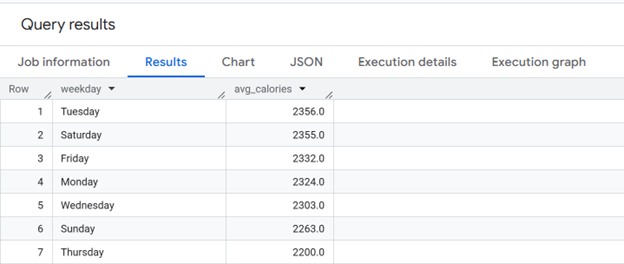 Query results
Job information Results Chart JSON Execution details Execution graph
Row weekday avg_calories
1 Tuesday 2356.0
2 Saturday 2355.0
3 Friday 2332.0
4 Monday 2324.0
5 Wednesday 2303.0
6 Sunday 2263.0
7 Thursday 2200.0